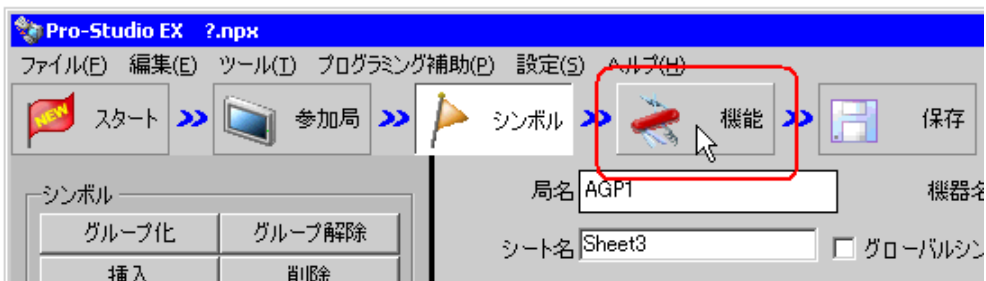 Pro-Studio EX ?.npx
ファイル(F) 編集(E) ツール(T) プログラミング補助(P) 設定(S) ヘルプ(H)
NEW スタート 参加局 シンボル 機能 保存
シンボル
グループ化 グループ解除
挿入 削除
局名 AGP1 機器名
シート名 Sheet3 グローバルシン